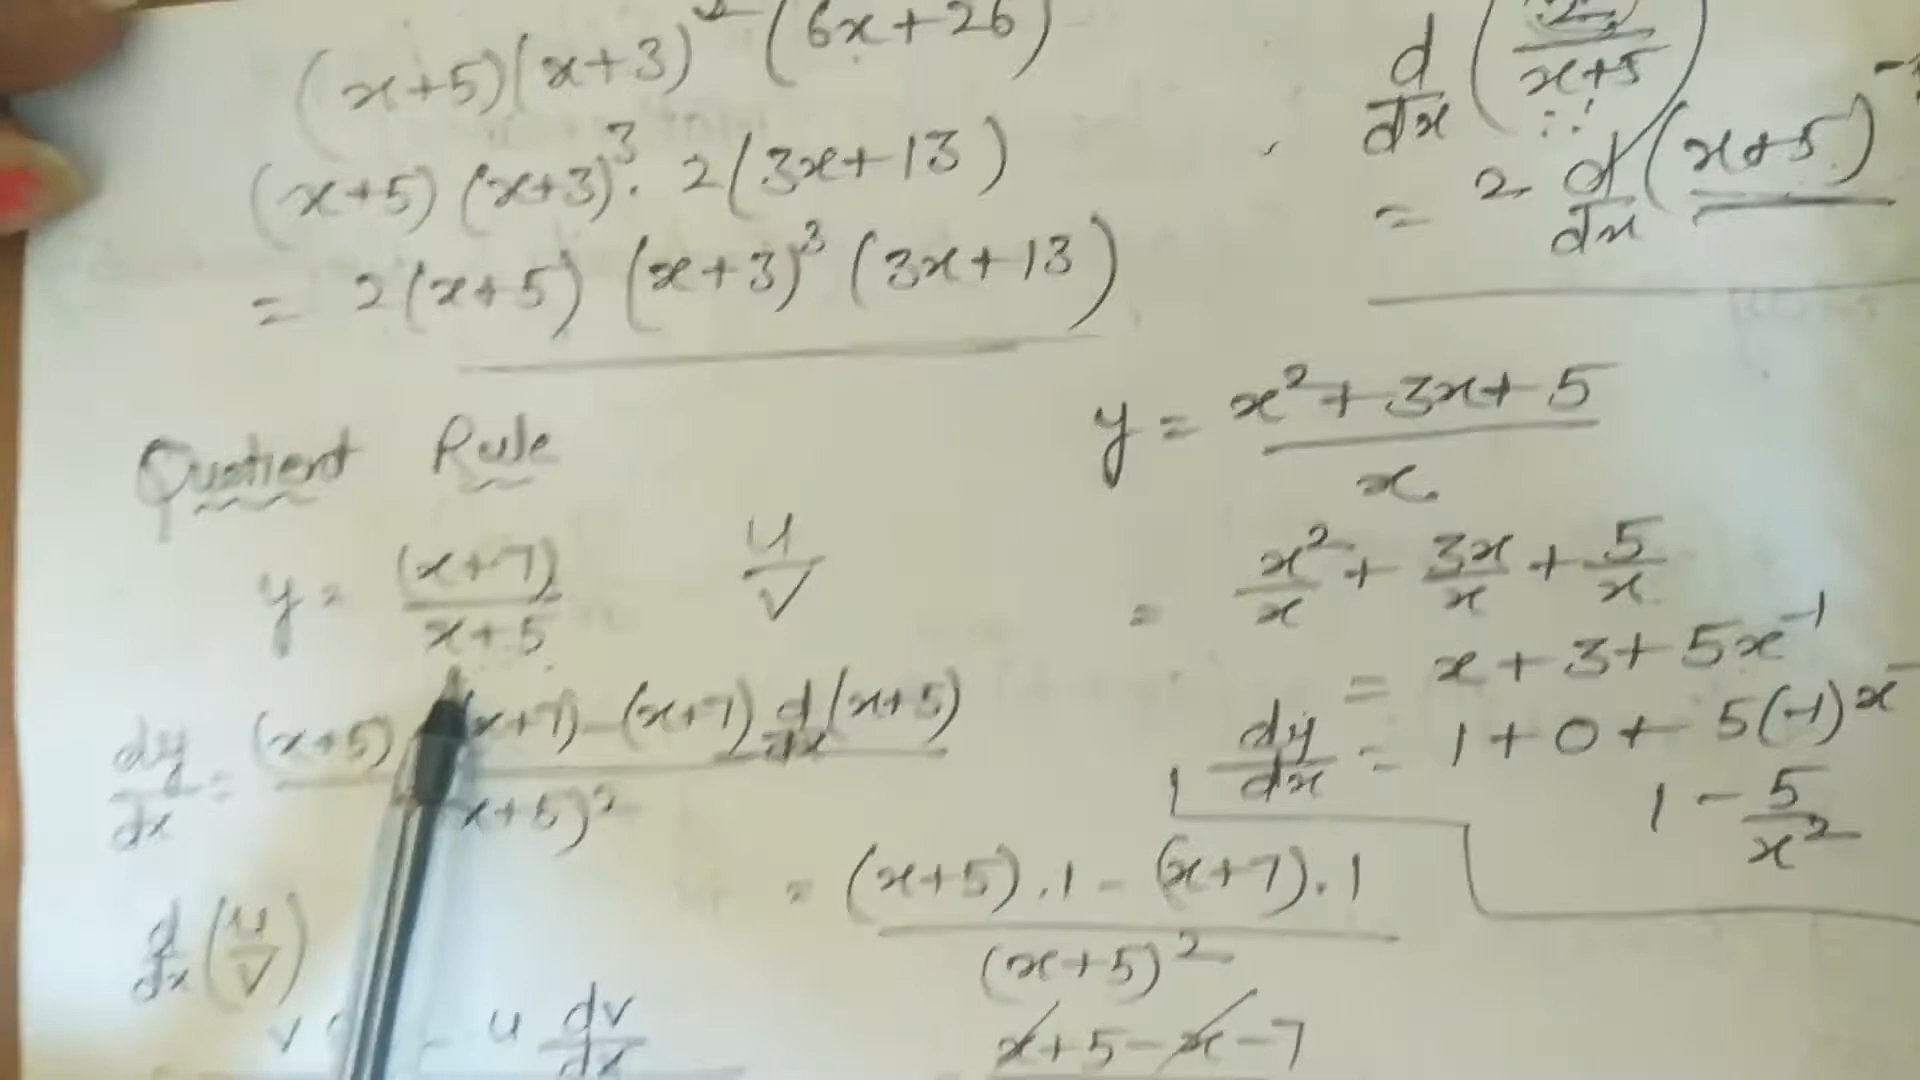 (x+5)(x+3)² (6x+26)
(x+5) (x+3)³ · 2(3x+13)
= 2(x+5) (x+3)³ (3x+13)
d/dx (2/x+5)
= 2 d/dx (x+5)
Quotient Rule
y = (x+7)/x+5 u/v
dy/dx = (x+5) (x+7) - (x+7) d/dx (x+5) / x+5)²
d/dx (u/v)
v - u dv/dx
y = x²+3x+5/x
= x²/x + 3x/x + 5/x
= x+3+5x⁻¹
dy/dx = 1+0+5(-1)x⁻
1 - 5/x²
= (x+5).1 - (x+7).1 / (x+5)²
x+5-x-7